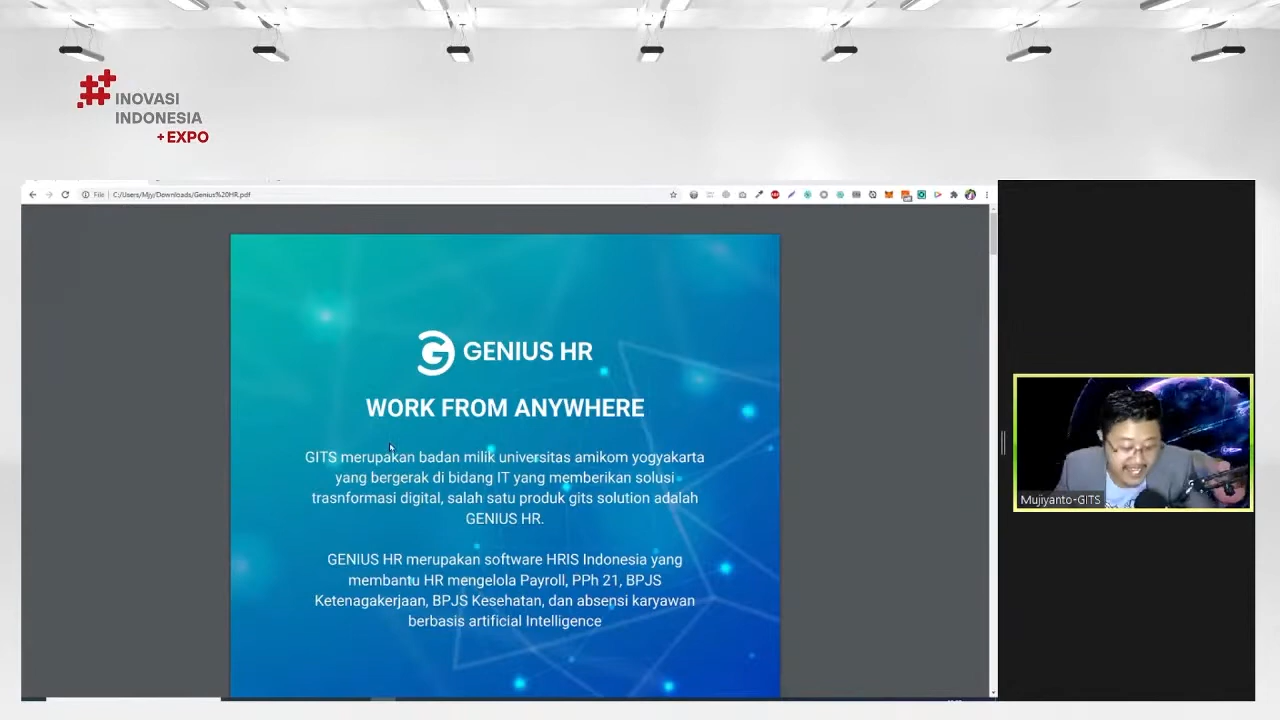 INOVASI
INDONESIA
+EXPO
File | C:/Users/Mjy/Downloads/Genius%20HR.pdf
GENIUS HR
WORK FROM ANYWHERE
GITS merupakan badan milik universitas amikom yogyakarta
yang bergerak di bidang IT yang memberikan solusi
trasnformasi digital, salah satu produk gits solution adalah
GENIUS HR.
GENIUS HR merupakan software HRIS Indonesia yang
membantu HR mengelola Payroll, PPh 21, BPJS
Ketenagakerjaan, BPJS Kesehatan, dan absensi karyawan
berbasis artificial Intelligence
Mujiyanto-GITS